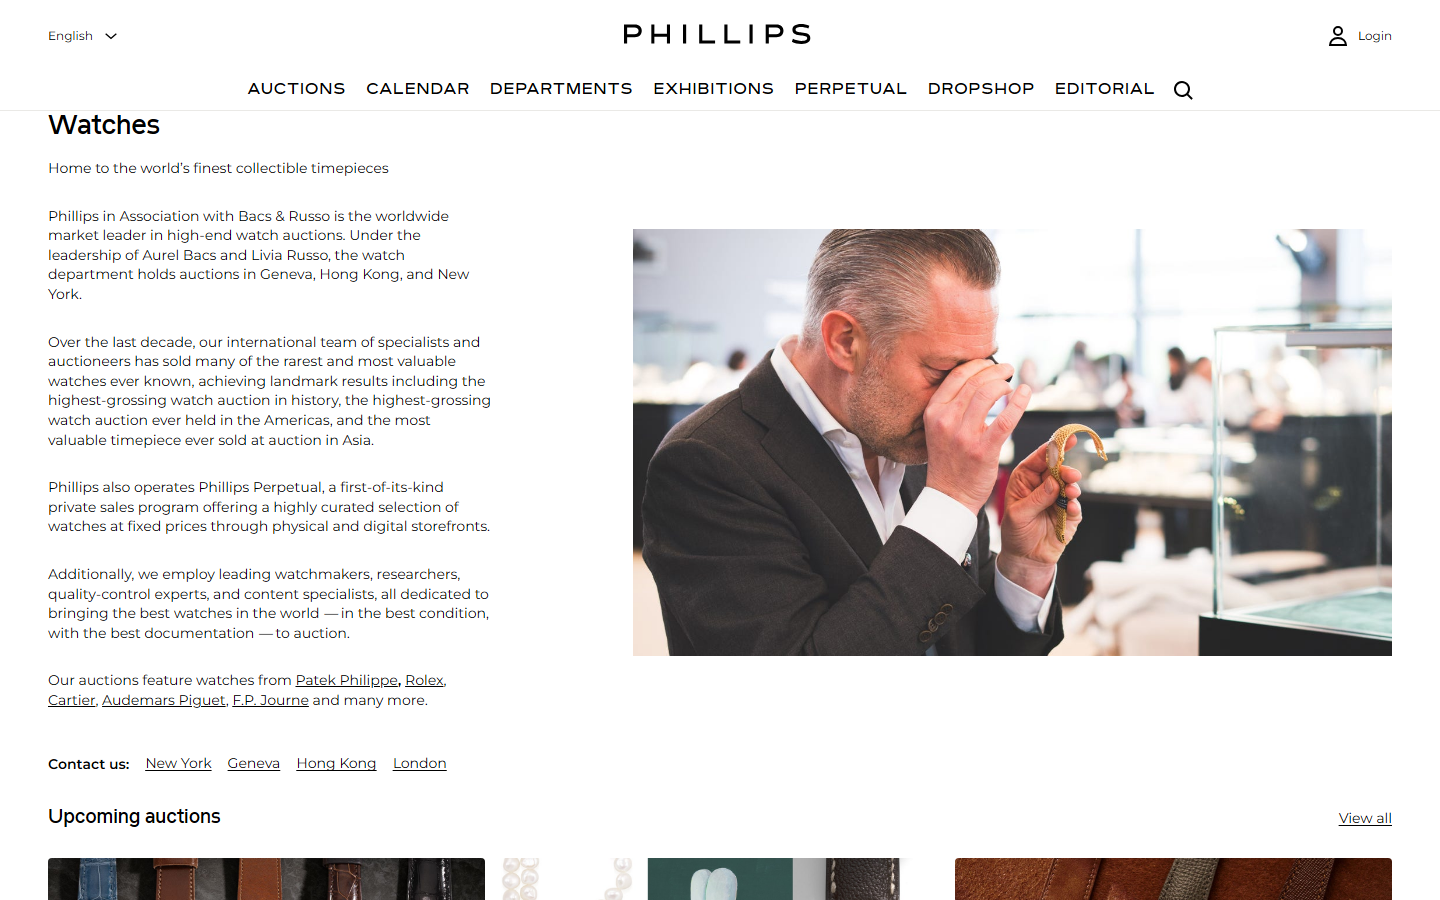 English
PHILLIPS
Login
AUCTIONS CALENDAR DEPARTMENTS EXHIBITIONS PERPETUAL DROPSHOP EDITORIAL
Watches
Home to the world's finest collectible timepieces
Phillips in Association with Bacs & Russo is the worldwide
market leader in high-end watch auctions. Under the
leadership of Aurel Bacs and Livia Russo, the watch
department holds auctions in Geneva, Hong Kong, and New
York.
Over the last decade, our international team of specialists and
auctioneers has sold many of the rarest and most valuable
watches ever known, achieving landmark results including the
highest-grossing watch auction in history, the highest-grossing
watch auction ever held in the Americas, and the most
valuable timepiece ever sold at auction in Asia.
Phillips also operates Phillips Perpetual, a first-of-its-kind
private sales program offering a highly curated selection of
watches at fixed prices through physical and digital storefronts.
Additionally, we employ leading watchmakers, researchers,
quality-control experts, and content specialists, all dedicated to
bringing the best watches in the world — in the best condition,
with the best documentation — to auction.
Our auctions feature watches from Patek Philippe, Rolex,
Cartier, Audemars Piguet, F.P. Journe and many more.
Contact us: New York Geneva Hong Kong London
Upcoming auctions
View all